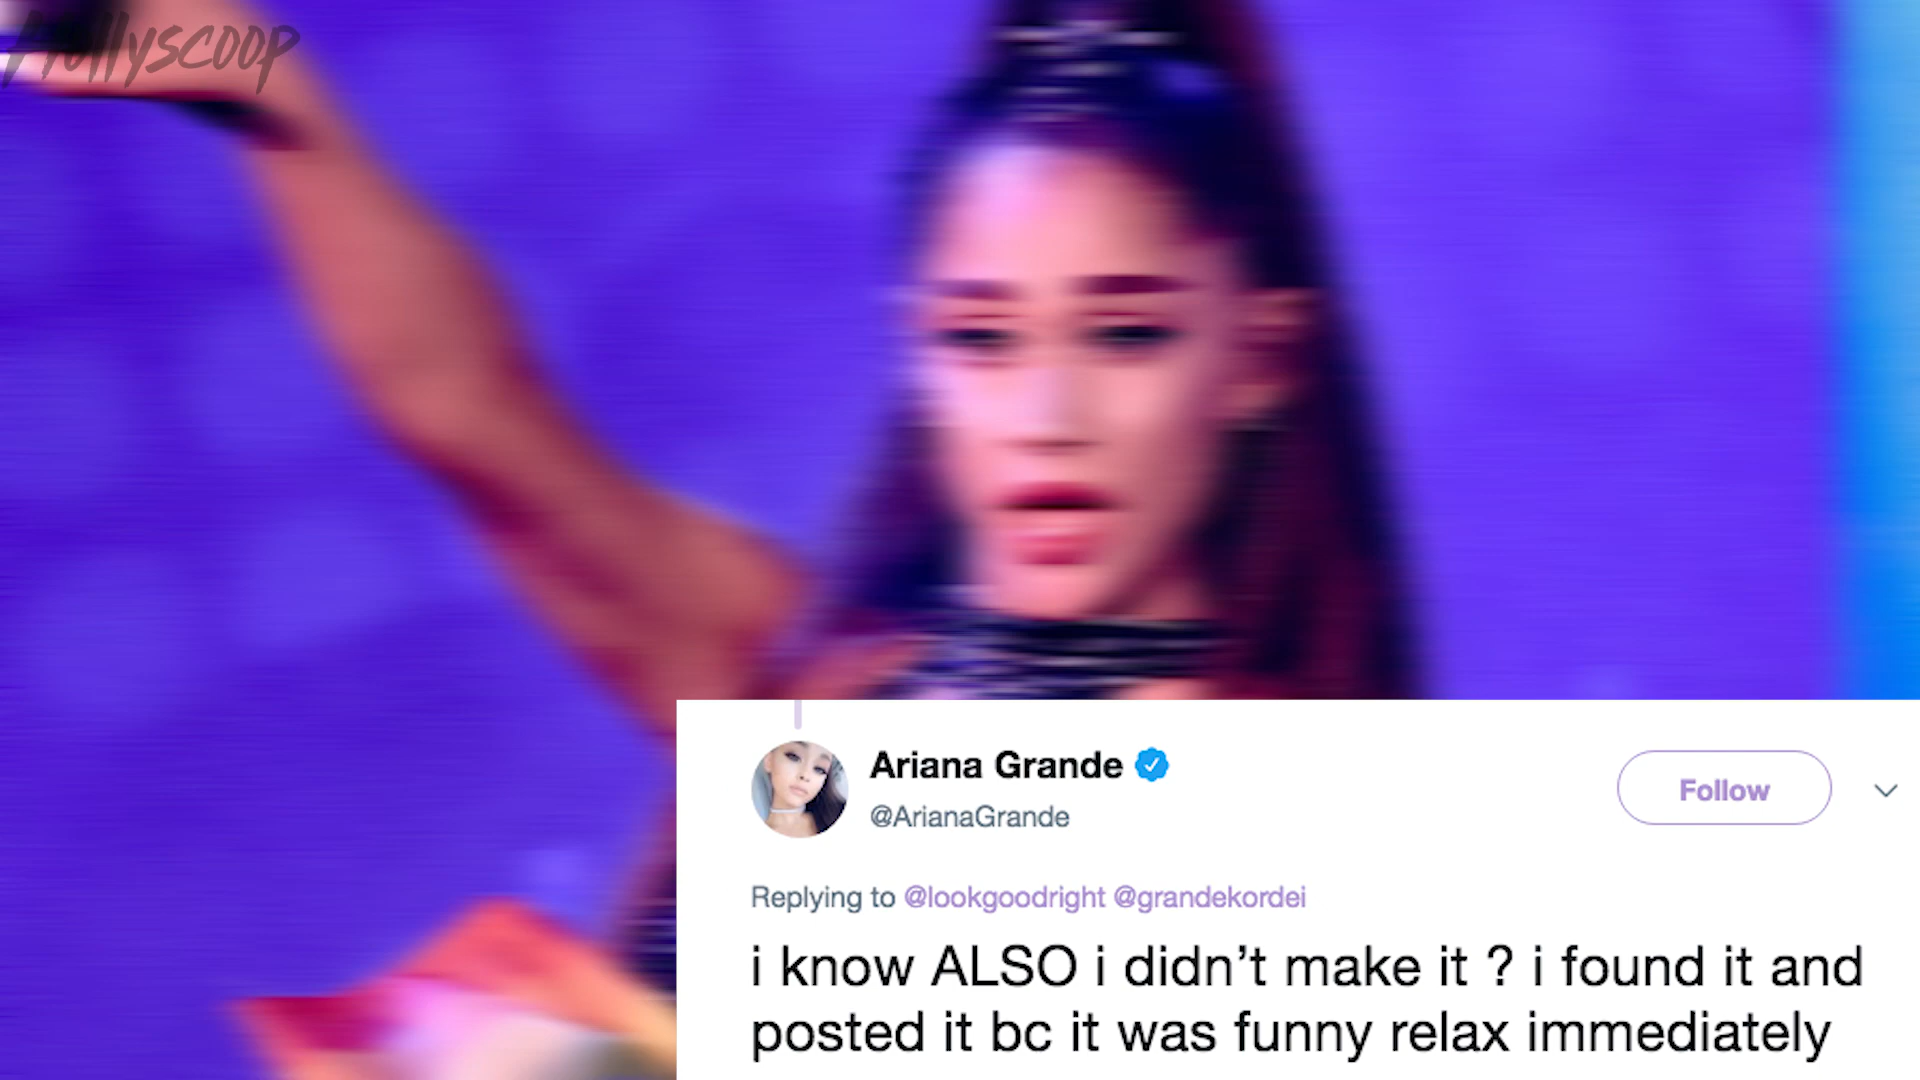 Hollyscoop
Ariana Grande
@ArianaGrande
Follow
Replying to @lookgoodright @grandekordei
i know ALSO i didn’t make it ? i found it and
posted it bc it was funny relax immediately